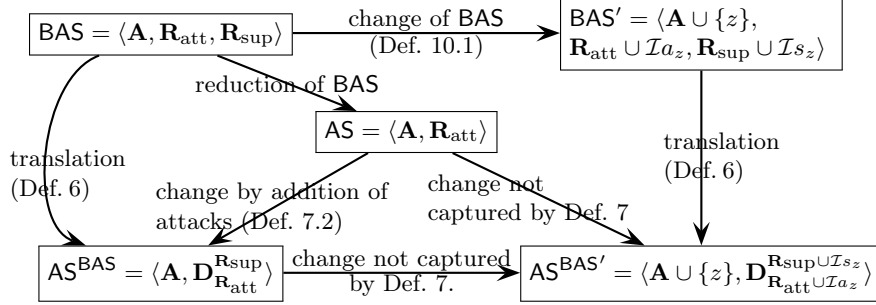 BAS = ⟨A, R_att, R_sup⟩
change of BAS
(Def. 10.1)
BAS′ = ⟨A ∪ {z},
R_att ∪ ℐa_z, R_sup ∪ ℐs_z⟩
reduction of BAS
AS = ⟨A, R_att⟩
translation
(Def. 6)
change by addition of
attacks (Def. 7.2)
change not
captured by Def. 7
translation
(Def. 6)
AS^BAS = ⟨A, D^{R_sup}_{R_att}⟩
change not captured
by Def. 7.
AS^BAS′ = ⟨A ∪ {z}, D^{R_sup ∪ ℐs_z}_{R_att ∪ ℐa_z}⟩